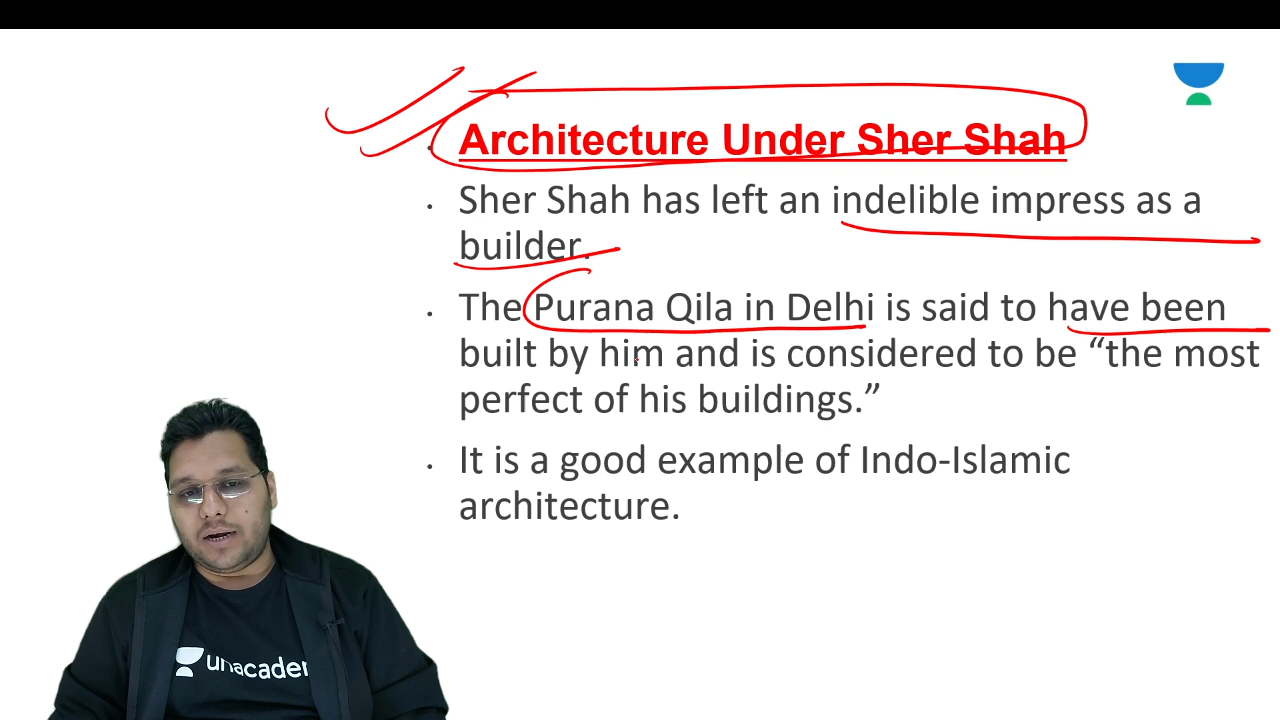 Architecture Under Sher Shah
Sher Shah has left an indelible impress as a
builder.
The Purana Qila in Delhi is said to have been
built by him and is considered to be “the most
perfect of his buildings.”
It is a good example of Indo-Islamic
architecture.
unacadem